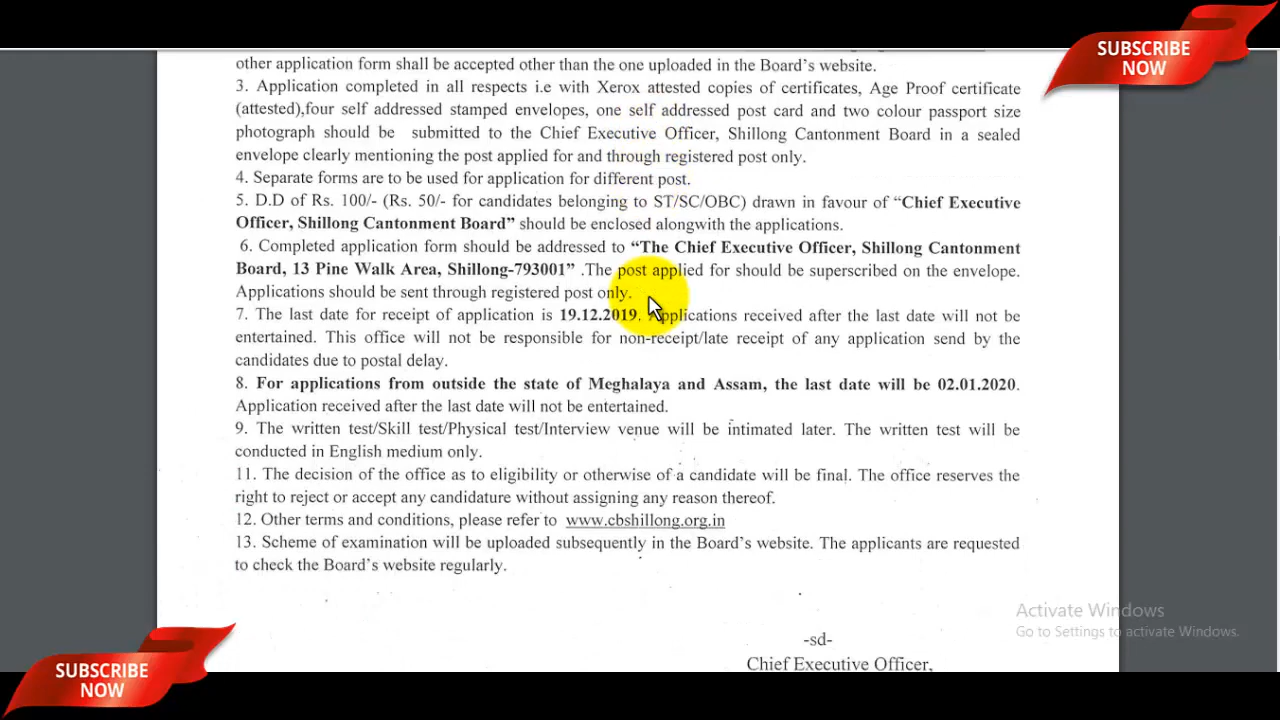 SUBSCRIBE
NOW
other application form shall be accepted other than the one uploaded in the Board's website.
3. Application completed in all respects i.e with Xerox attested copies of certificates, Age Proof certificate
(attested),four self addressed stamped envelopes, one self addressed post card and two colour passport size
photograph should be submitted to the Chief Executive Officer, Shillong Cantonment Board in a sealed
envelope clearly mentioning the post applied for and through registered post only.
4. Separate forms are to be used for application for different post.
5. D.D of Rs. 100/- (Rs. 50/- for candidates belonging to ST/SC/OBC) drawn in favour of "Chief Executive
Officer, Shillong Cantonment Board" should be enclosed alongwith the applications.
6. Completed application form should be addressed to "The Chief Executive Officer, Shillong Cantonment
Board, 13 Pine Walk Area, Shillong-793001" .The post applied for should be superscribed on the envelope.
Applications should be sent through registered post only.
7. The last date for receipt of application is 19.12.2019. Applications received after the last date will not be
entertained. This office will not be responsible for non-receipt/late receipt of any application send by the
candidates due to postal delay.
8. For applications from outside the state of Meghalaya and Assam, the last date will be 02.01.2020.
Application received after the last date will not be entertained.
9. The written test/Skill test/Physical test/Interview venue will be intimated later. The written test will be
conducted in English medium only.
11. The decision of the office as to eligibility or otherwise of a candidate will be final. The office reserves the
right to reject or accept any candidature without assigning any reason thereof.
12. Other terms and conditions, please refer to www.cbshillong.org.in
13. Scheme of examination will be uploaded subsequently in the Board's website. The applicants are requested
to check the Board's website regularly.
Activate Windows
Go to Settings to activate Windows.
-sd-
Chief Executive Officer,
SUBSCRIBE
NOW